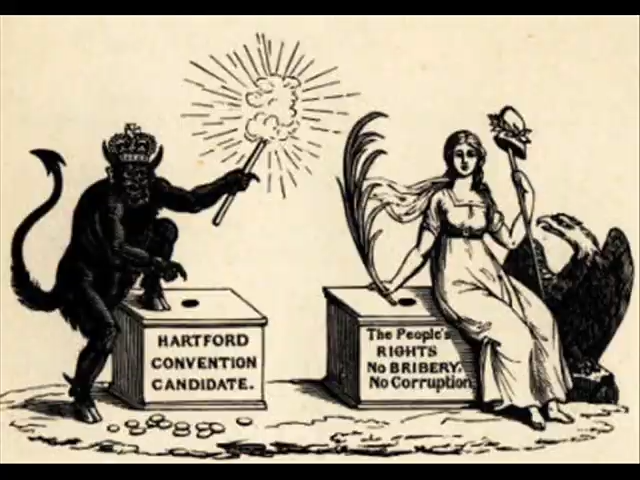 HARTFORD
CONVENTION
CANDIDATE.
The People's
RIGHTS
No BRIBERY.
No Corruption